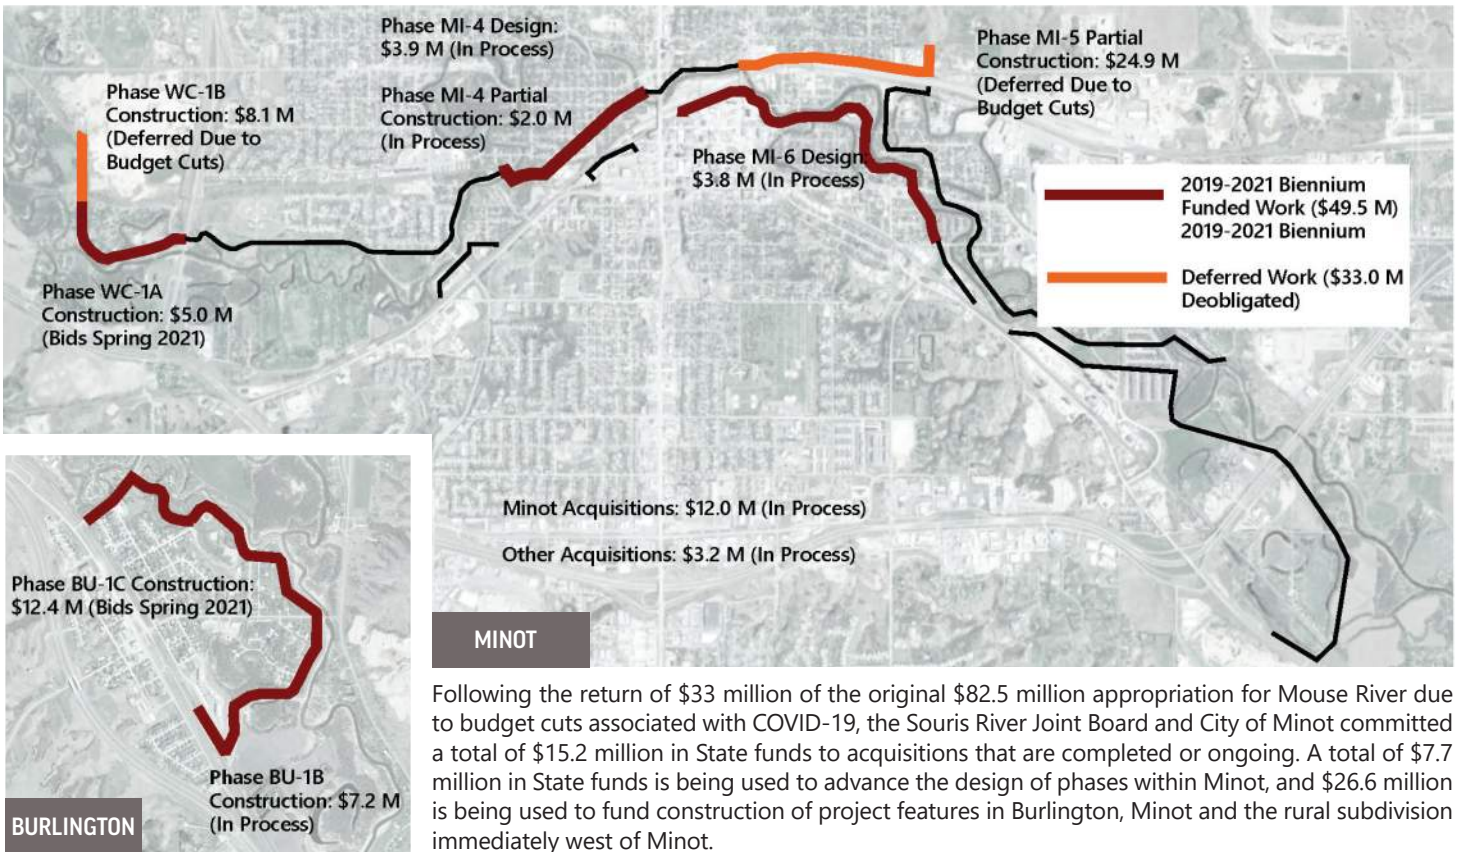 Phase MI-4 Design:
$3.9 M (In Process)
Phase MI-4 Partial
Construction: $2.0 M
(In Process)
Phase MI-5 Partial
Construction: $24.9 M
(Deferred Due to
Budget Cuts)
Phase WC-1B
Construction: $8.1 M
(Deferred Due to
Budget Cuts)
Phase MI-6 Design:
$3.8 M (In Process)
2019-2021 Biennium
Funded Work ($49.5 M)
2019-2021 Biennium
Deferred Work ($33.0 M
Deobligated)
Phase WC-1A
Construction: $5.0 M
(Bids Spring 2021)
Minot Acquisitions: $12.0 M (In Process)
Other Acquisitions: $3.2 M (In Process)
MINOT
Phase BU-1C Construction:
$12.4 M (Bids Spring 2021)
Phase BU-1B
Construction: $7.2 M
(In Process)
BURLINGTON
Following the return of $33 million of the original $82.5 million appropriation for Mouse River due
to budget cuts associated with COVID-19, the Souris River Joint Board and City of Minot committed
a total of $15.2 million in State funds to acquisitions that are completed or ongoing. A total of $7.7
million in State funds is being used to advance the design of phases within Minot, and $26.6 million
is being used to fund construction of project features in Burlington, Minot and the rural subdivision
immediately west of Minot.